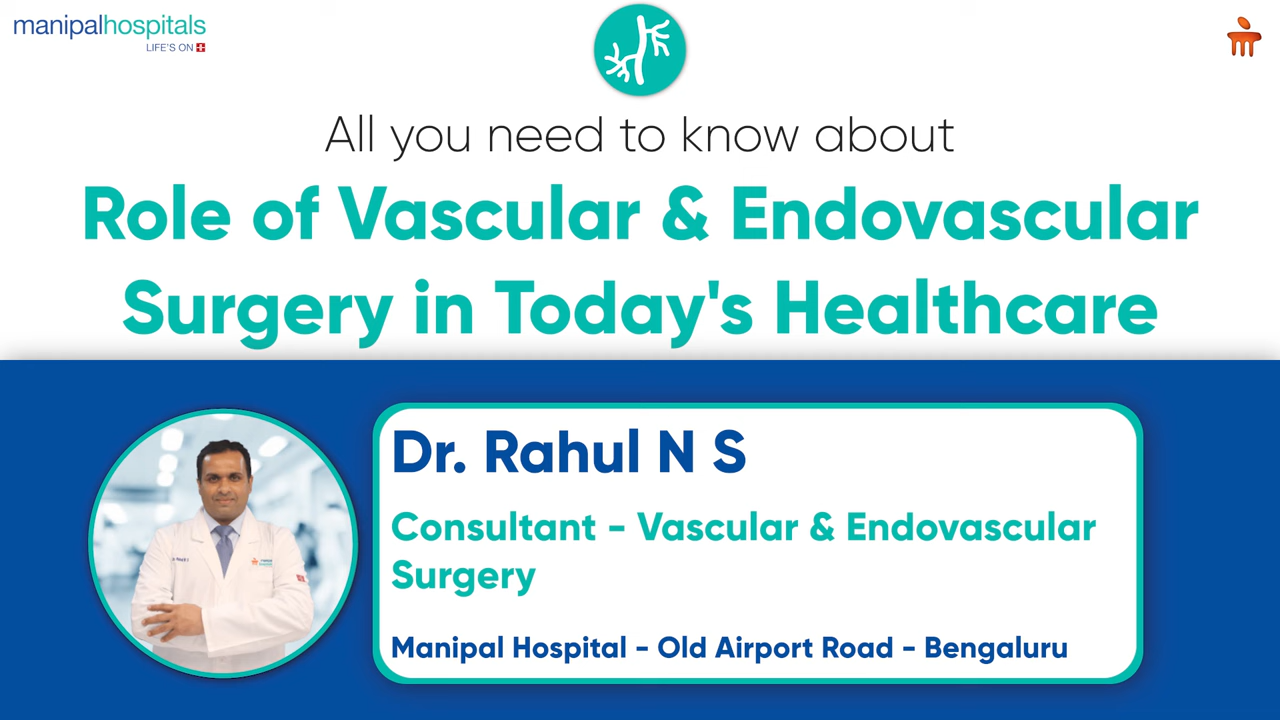 manipalhospitals
LIFE'S ON
All you need to know about
Role of Vascular & Endovascular
Surgery in Today's Healthcare
Dr. Rahul N S
Consultant - Vascular & Endovascular
Surgery
Manipal Hospital - Old Airport Road - Bengaluru